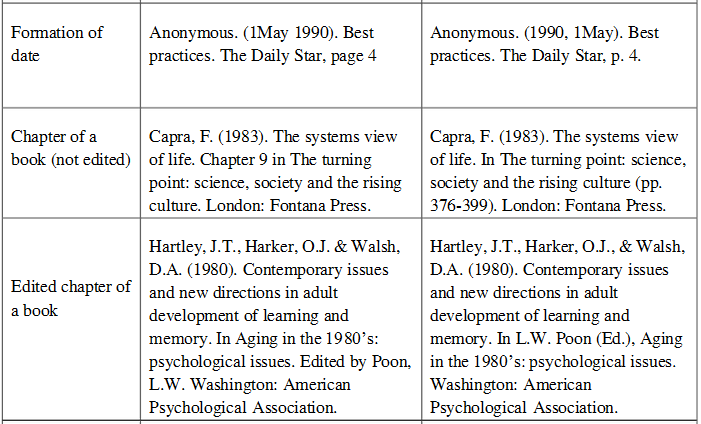 Formation of
date
Anonymous. (1May 1990). Best
practices. The Daily Star, page 4
Anonymous. (1990, 1May). Best
practices. The Daily Star, p. 4.
Chapter of a
book (not edited)
Capra, F. (1983). The systems view
of life. Chapter 9 in The turning
point: science, society and the rising
culture. London: Fontana Press.
Capra, F. (1983). The systems view
of life. In The turning point: science,
society and the rising culture (pp.
376-399). London: Fontana Press.
Edited chapter of
a book
Hartley, J.T., Harker, O.J. & Walsh,
D.A. (1980). Contemporary issues
and new directions in adult
development of learning and
memory. In Aging in the 1980’s:
psychological issues. Edited by Poon,
L.W. Washington: American
Psychological Association.
Hartley, J.T., Harker, O.J., & Walsh,
D.A. (1980). Contemporary issues
and new directions in adult
development of learning and
memory. In L.W. Poon (Ed.), Aging
in the 1980’s: psychological issues.
Washington: American
Psychological Association.